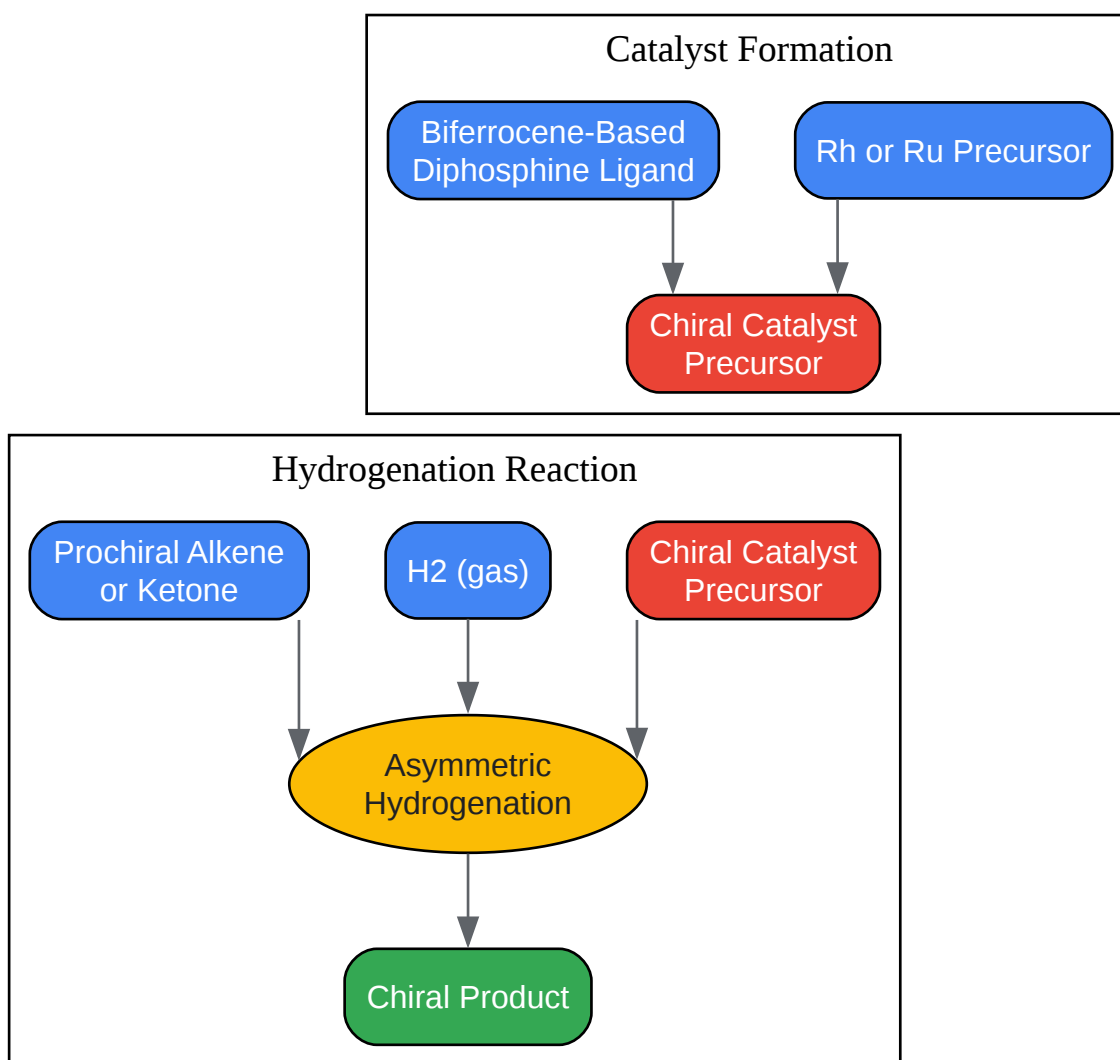 Catalyst Formation
Biferrocene-Based
Diphosphine Ligand
Rh or Ru Precursor
Chiral Catalyst
Precursor
Hydrogenation Reaction
Prochiral Alkene
or Ketone
H2 (gas)
Chiral Catalyst
Precursor
Asymmetric
Hydrogenation
Chiral Product